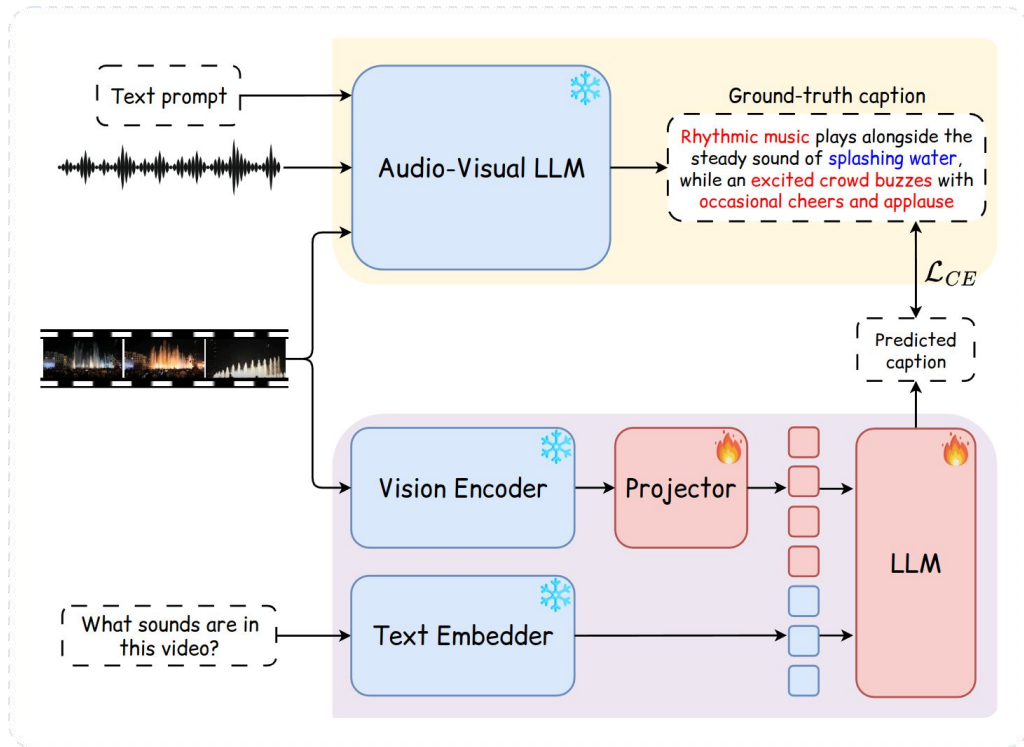 Text prompt
Audio-Visual LLM
Ground-truth caption
Rhythmic music plays alongside the
steady sound of splashing water,
while an excited crowd buzzes with
occasional cheers and applause
ℒCE
Predicted
caption
Vision Encoder
Projector
LLM
What sounds are in
this video?
Text Embedder